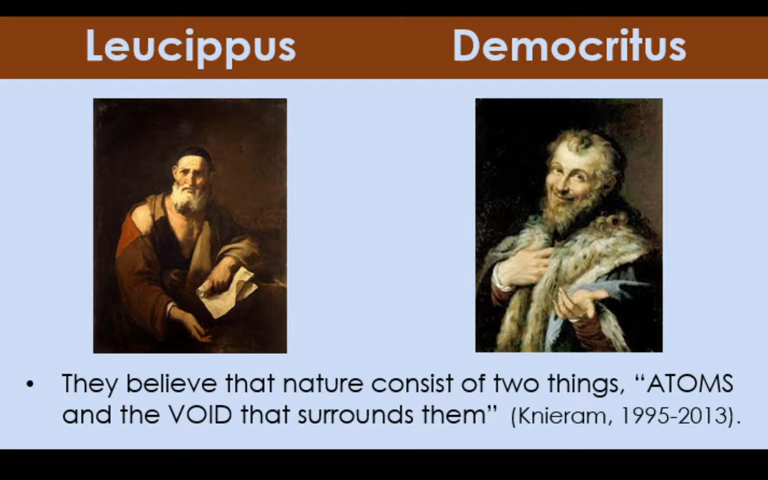 Leucippus Democritus
• They believe that nature consist of two things, “ATOMS
and the VOID that surrounds them” (Knieram, 1995-2013).